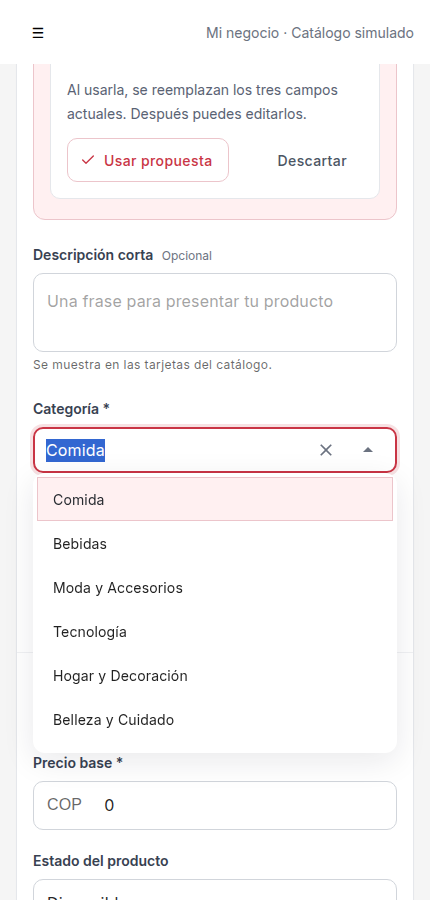 ☰ Mi negocio · Catálogo simulado
Al usarla, se reemplazan los tres campos
actuales. Después puedes editarlos.
Usar propuesta Descartar
Descripción corta Opcional
Una frase para presentar tu producto
Se muestra en las tarjetas del catálogo.
Categoría *
Comida
Comida
Bebidas
Moda y Accesorios
Tecnología
Hogar y Decoración
Belleza y Cuidado
Precio base *
COP 0
Estado del producto